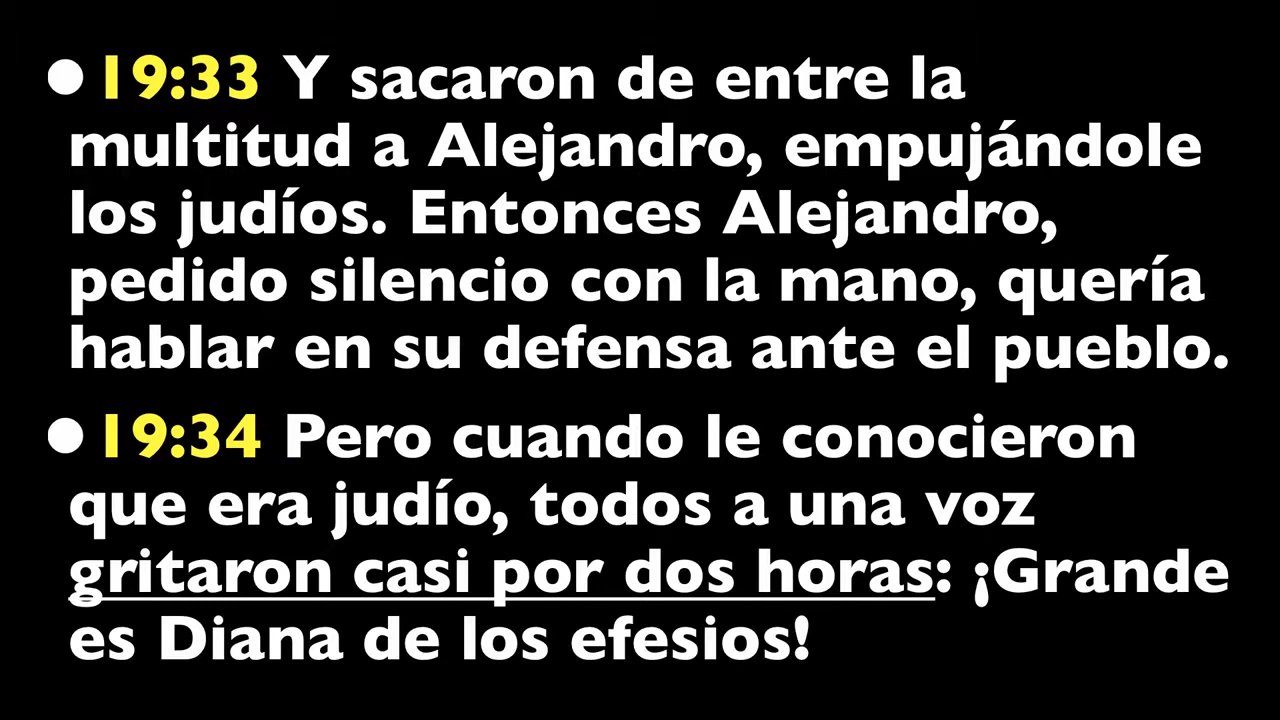 ● 19:33 Y sacaron de entre la
multitud a Alejandro, empujándole
los judíos. Entonces Alejandro,
pedido silencio con la mano, quería
hablar en su defensa ante el pueblo.
● 19:34 Pero cuando le conocieron
que era judío, todos a una voz
gritaron casi por dos horas: ¡Grande
es Diana de los efesios!